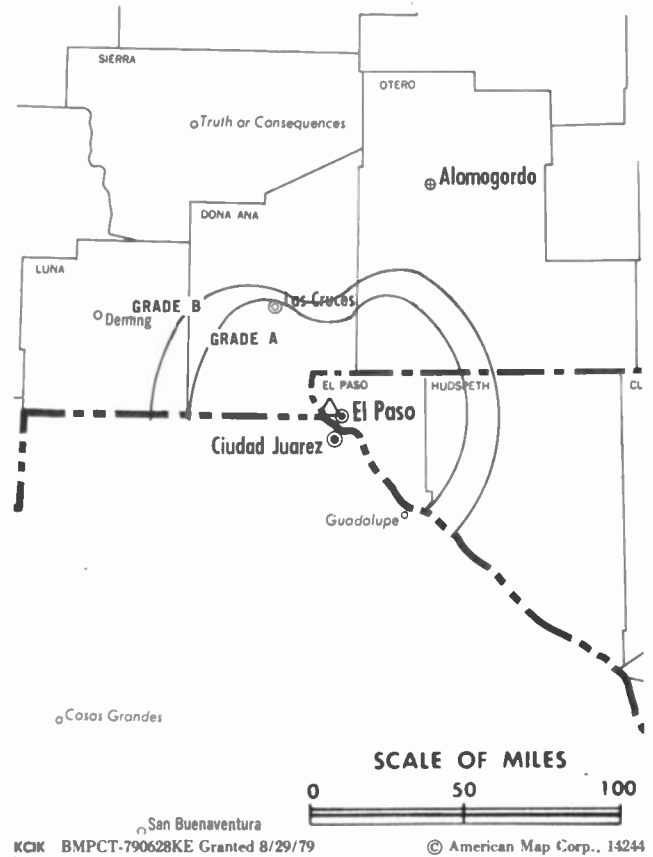 SIERRA
OTERO
Truth or Consequences
Alomogordo
DONA ANA
LUNA
GRADE B
Las Cruces
Deming
GRADE A
EL PASO
HUDSPETH
CL
El Paso
Ciudad Juarez
Guadalupe
Casas Grandes
SCALE OF MILES
0 50 100
San Buenaventura
KCIK BMPCT-790628KE Granted 8/29/79 © American Map Corp., 14244